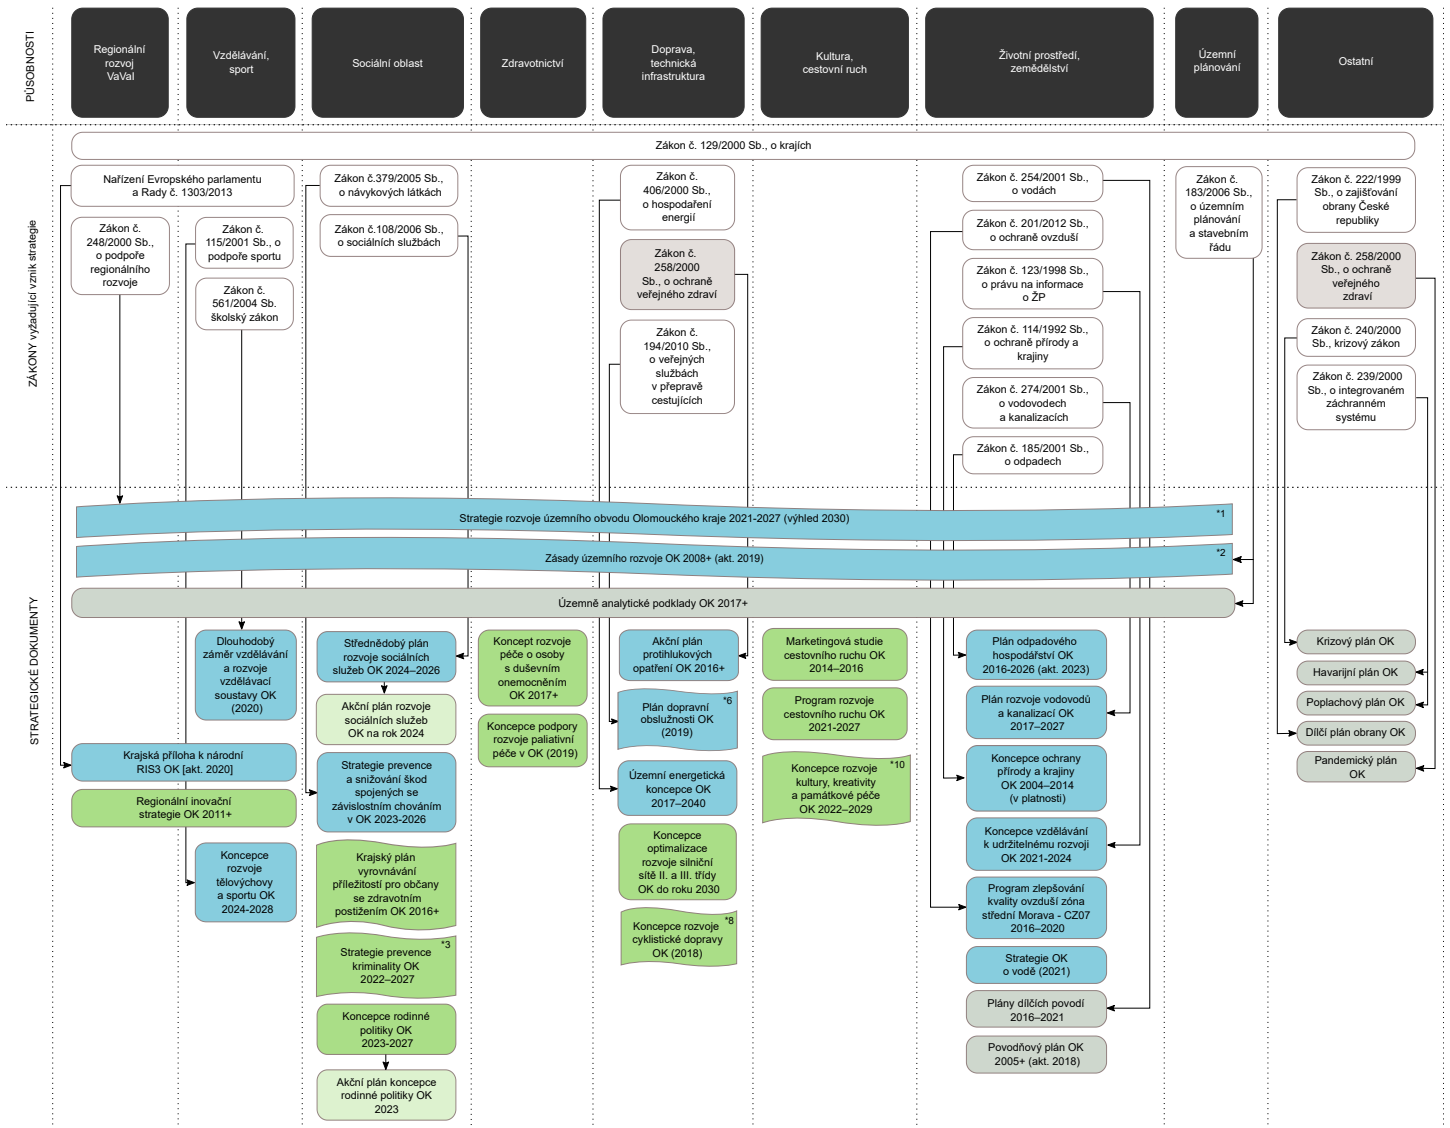 PŮSOBNOSTI
Regionální
rozvoj
VaVaI
Vzdělávání,
sport
Sociální oblast
Zdravotnictví
Doprava,
technická
infrastruktura
Kultura,
cestovní ruch
Životní prostředí,
zemědělství
Územní
plánování
Ostatní
ZÁKONY vyžadující vznik strategie
Zákon č. 129/2000 Sb., o krajích
Nařízení Evropského parlamentu
a Rady č. 1303/2013
Zákon č.
248/2000 Sb.,
o podpoře
regionálního
rozvoje
Zákon č.
115/2001 Sb., o
podpoře sportu
Zákon č.
561/2004 Sb.
školský zákon
Zákon č.379/2005 Sb.,
o návykových látkách
Zákon č.108/2006 Sb.,
o sociálních službách
Zákon č.
406/2000 Sb.,
o hospodaření
energií
Zákon č.
258/2000
Sb., o ochraně
veřejného zdraví
Zákon č.
194/2010 Sb.,
o veřejných
službách
v přepravě
cestujících
Zákon č. 254/2001 Sb.,
o vodách
Zákon č. 201/2012 Sb.,
o ochraně ovzduší
Zákon č. 123/1998 Sb.,
o právu na informace
o ŽP
Zákon č. 114/1992 Sb.,
o ochraně přírody a
krajiny
Zákon č. 274/2001 Sb.,
o vodovodech
a kanalizacích
Zákon č. 185/2001 Sb.,
o odpadech
Zákon č.
183/2006 Sb.,
o územním
plánování
a stavebním
řádu
Zákon č. 222/1999
Sb., o zajišťování
obrany České
republiky
Zákon č. 258/2000
Sb., o ochraně
veřejného
zdraví
Zákon č. 240/2000
Sb., krizový zákon
Zákon č. 239/2000
Sb., o integrovaném
záchranném
systému
STRATEGICKÉ DOKUMENTY
Strategie rozvoje územního obvodu Olomouckého kraje 2021-2027 (výhled 2030)
*1
Zásady územního rozvoje OK 2008+ (akt. 2019)
*2
Územně analytické podklady OK 2017+
Dlouhodobý
záměr vzdělávání
a rozvoje
vzdělávací
soustavy OK
(2020)
Krajská příloha k národní
RIS3 OK [akt. 2020]
Regionální inovační
strategie OK 2011+
Koncepce
rozvoje
tělovýchovy
a sportu OK
2024-2028
Střednědobý plán
rozvoje sociálních
služeb OK 2024–2026
Akční plán rozvoje
sociálních služeb
OK na rok 2024
Strategie prevence
a snižování škod
spojených se
závislostním chováním
v OK 2023-2026
Krajský plán
vyrovnávání
příležitostí pro občany
se zdravotním
postižením OK 2016+
*3
Strategie prevence
kriminality OK
2022–2027
Koncepce rodinné
politiky OK
2023-2027
Akční plán koncepce
rodinné politiky OK
2023
Koncept rozvoje
péče o osoby
s duševním
onemocněním
OK 2017+
Koncepce podpory
rozvoje paliativní
péče v OK (2019)
Akční plán
protihlukových
opatření OK 2016+
*6
Plán dopravní
obslužnosti OK
(2019)
Územní energetická
koncepce OK
2017–2040
Koncepce
optimalizace
rozvoje silniční
sítě II. a III. třídy
OK do roku 2030
*8
Koncepce rozvoje
cyklistické dopravy
OK (2018)
Marketingová studie
cestovního ruchu OK
2014–2016
Program rozvoje
cestovního ruchu OK
2021-2027
*10
Koncepce rozvoje
kultury, kreativity
a památkové péče
OK 2022–2029
Plán odpadového
hospodářství OK
2016-2026 (akt. 2023)
Plán rozvoje vodovodů
a kanalizací OK
2017–2027
Koncepce ochrany
přírody a krajiny
OK 2004–2014
(v platnosti)
Koncepce vzdělávání
k udržitelnému rozvoji
OK 2021-2024
Program zlepšování
kvality ovzduší zóna
střední Morava - CZ07
2016–2020
Strategie OK
o vodě (2021)
Plány dílčích povodí
2016–2021
Povodňový plán OK
2005+ (akt. 2018)
Krizový plán OK
Havarijní plán OK
Poplachový plán OK
Dílčí plán obrany OK
Pandemický plán
OK